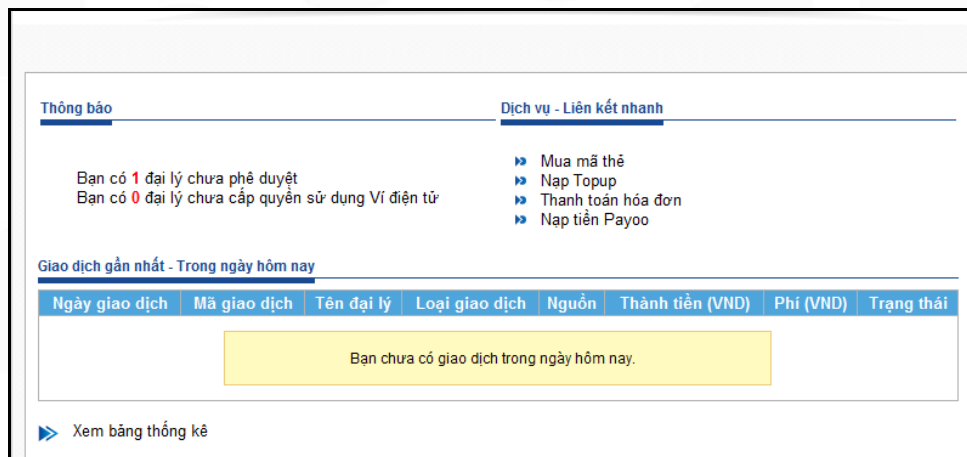 Thông báo
Bạn có 1 đại lý chưa phê duyệt
Bạn có 0 đại lý chưa cấp quyền sử dụng Ví điện tử
Dịch vụ - Liên kết nhanh
Mua mã thẻ
Nạp Topup
Thanh toán hóa đơn
Nạp tiền Payoo
Giao dịch gần nhất - Trong ngày hôm nay
Ngày giao dịch Mã giao dịch Tên đại lý Loại giao dịch Nguồn Thành tiền (VND) Phí (VND) Trạng thái
Bạn chưa có giao dịch trong ngày hôm nay.
Xem bảng thống kê